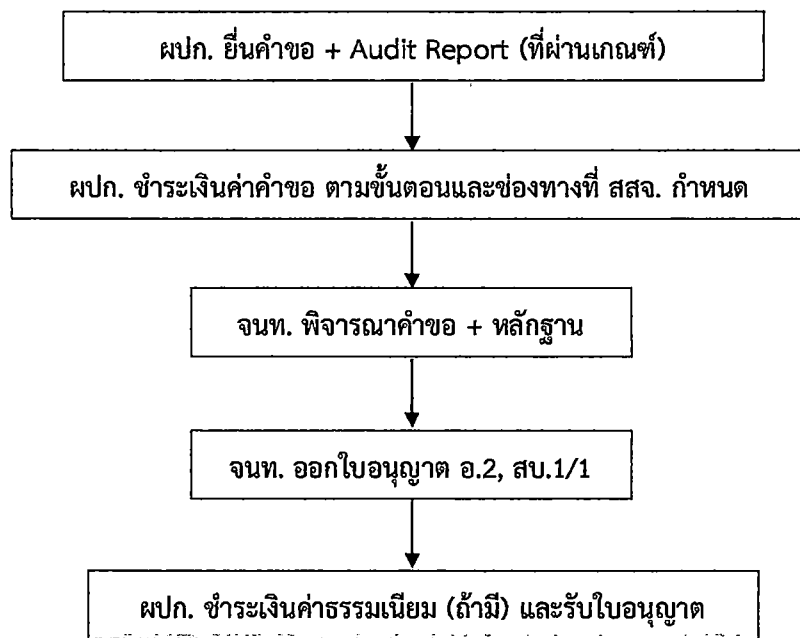 ผปก. ยื่นคำขอ + Audit Report (ที่ผ่านเกณฑ์)
ผปก. ชำระเงินค่าคำขอ ตามขั้นตอนและช่องทางที่ สสจ. กำหนด
จนท. พิจารณาคำขอ + หลักฐาน
จนท. ออกใบอนุญาต อ.2, สบ.1/1
ผปก. ชำระเงินค่าธรรมเนียม (ถ้ามี) และรับใบอนุญาต